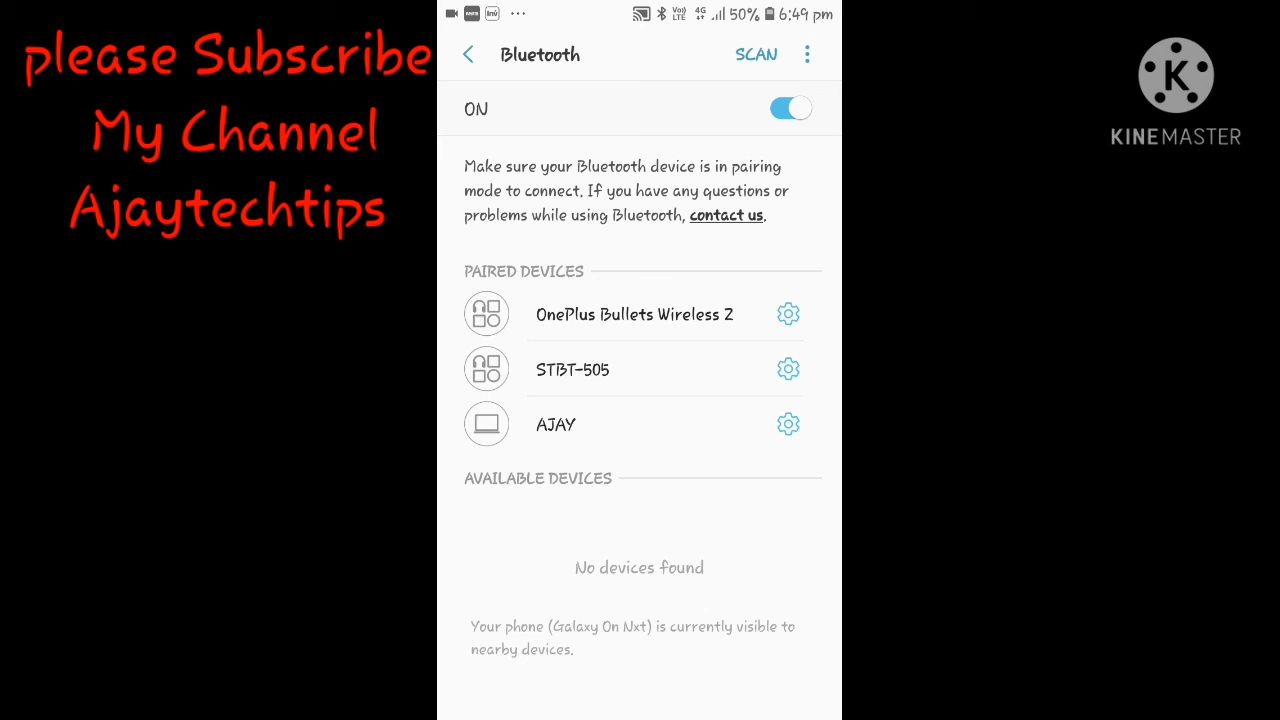 please Subscribe
My Channel
Ajaytechtips
50% 6:49 pm
Bluetooth
SCAN
ON
Make sure your Bluetooth device is in pairing
mode to connect. If you have any questions or
problems while using Bluetooth, contact us.
PAIRED DEVICES
OnePlus Bullets Wireless Z
STBT-505
AJAY
AVAILABLE DEVICES
No devices found
Your phone (Galaxy On Nxt) is currently visible to
nearby devices.
K
KINEMASTER